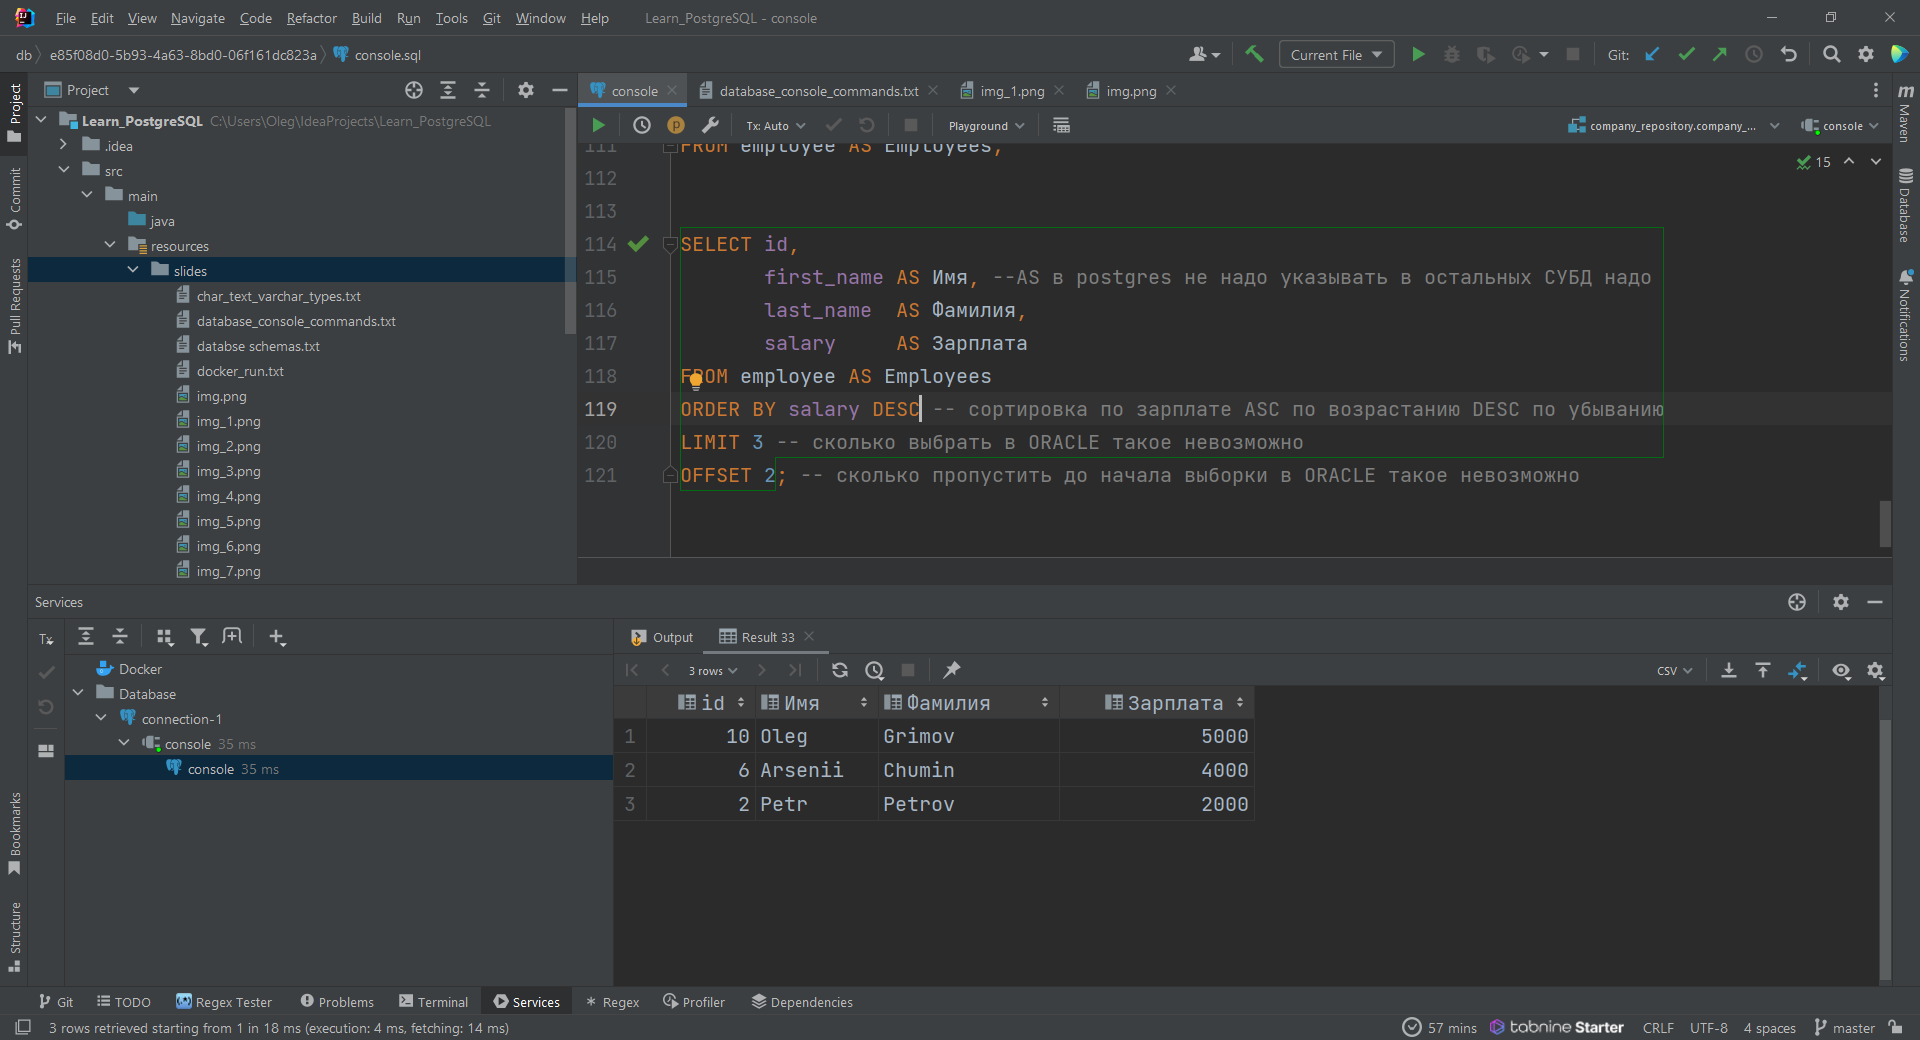 File Edit View Navigate Code Refactor Build Run Tools Git Window Help Learn_PostgreSQL - console
db e85f08d0-5b93-4a63-8bd0-06f161dc823a console.sql Current File Git:
Project
console database_console_commands.txt img_1.png img.png
Learn_PostgreSQL C:\Users\Oleg\IdeaProjects\Learn_PostgreSQL
.idea
src
main
java
resources
slides
char_text_varchar_types.txt
database_console_commands.txt
databse schemas.txt
docker_run.txt
img.png
img_1.png
img_2.png
img_3.png
img_4.png
img_5.png
img_6.png
img_7.png
Tx: Auto Playground company_repository.company_... console
15
111 FROM employee AS Employees;
112
113
114 SELECT id,
115 first_name AS Имя, --AS в postgres не надо указывать в остальных СУБД надо
116 last_name AS Фамилия,
117 salary AS Зарплата
118 FROM employee AS Employees
119 ORDER BY salary DESC -- сортировка по зарплате ASC по возрастанию DESC по убыванию
120 LIMIT 3 -- сколько выбрать в ORACLE такое невозможно
121 OFFSET 2; -- сколько пропустить до начала выборки в ORACLE такое невозможно
Project
Commit
Pull Requests
Bookmarks
Structure
Maven
Database
Notifications
Services
Tx
Docker
Database
connection-1
console 35 ms
console 35 ms
Output Result 33
3 rows CSV
id Имя Фамилия Зарплата
1 10 Oleg Grimov 5000
2 6 Arsenii Chumin 4000
3 2 Petr Petrov 2000
Git TODO Regex Tester Problems Terminal Services Regex Profiler Dependencies
3 rows retrieved starting from 1 in 18 ms (execution: 4 ms, fetching: 14 ms) 57 mins tabnine Starter CRLF UTF-8 4 spaces master